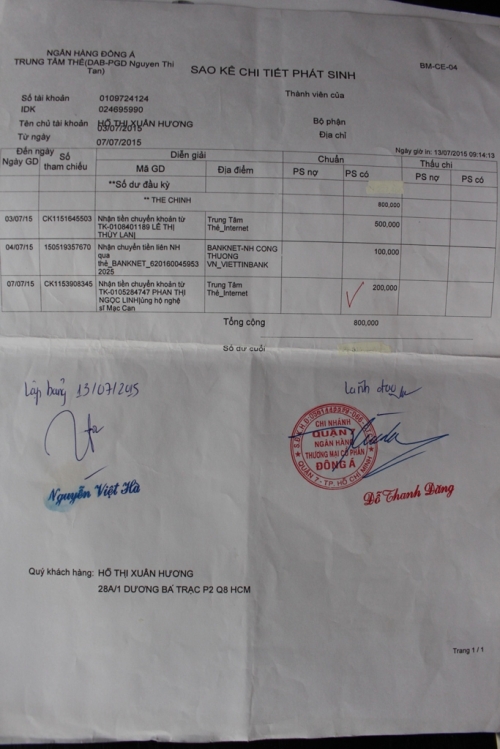 NGÂN HÀNG ĐÔNG Á
TRUNG TÂM THẺ(DAB-PGD Nguyen Thi
Tan)
SAO KÊ CHI TIẾT PHÁT SINH
BM-CE-04
Thành viên của
Số tài khoản 0109724124
IDK 024695990
Tên chủ tài khoản HỒ THỊ XUÂN HƯƠNG
Bộ phận
Từ ngày 03/07/2015
Địa chỉ
Đến ngày 07/07/2015
Ngày giờ in: 13/07/2015 09:14:13
Ngày GD Số tham chiếu Diễn giải Chuẩn Thấu chi
Mã GD Địa điểm PS nợ PS có PS nợ PS có
**Số dư đầu kỳ
** THE CHINH 800,000
03/07/15 CK1151645503 Nhận tiền chuyển khoản từ Trung Tâm 500,000
TK-0108401189 LÊ THỊ Thẻ_Internet
THÚY LAN|
04/07/15 150519357670 Nhận chuyển tiền liên NH BANKNET-NH CONG 100,000
qua THUONG
thẻ_BANKNET_620160045953 VN_VIETTINBANK
2025
07/07/15 CK1153908345 Nhận tiền chuyển khoản từ Trung Tâm 200,000
TK-0105284747 PHAN THỊ Thẻ_Internet
NGỌC LINH|ủng hộ nghệ
sĩ Mạc Can
Tổng cộng 800,000
Số dư cuối
Lập bảng 13/07/2015
Lãnh đạo
CHI NHÁNH
QUẬN 7
NGÂN HÀNG
THƯƠNG MẠI CỔ PHẦN
ĐÔNG Á
QUẬN 7 - TP. HỒ CHÍ MINH
Nguyễn Việt Hà
Đỗ Thanh Đăng
Quý khách hàng: HỒ THỊ XUÂN HƯƠNG
28A/1 DƯƠNG BÁ TRẠC P2 Q8 HCM
Trang 1 / 1